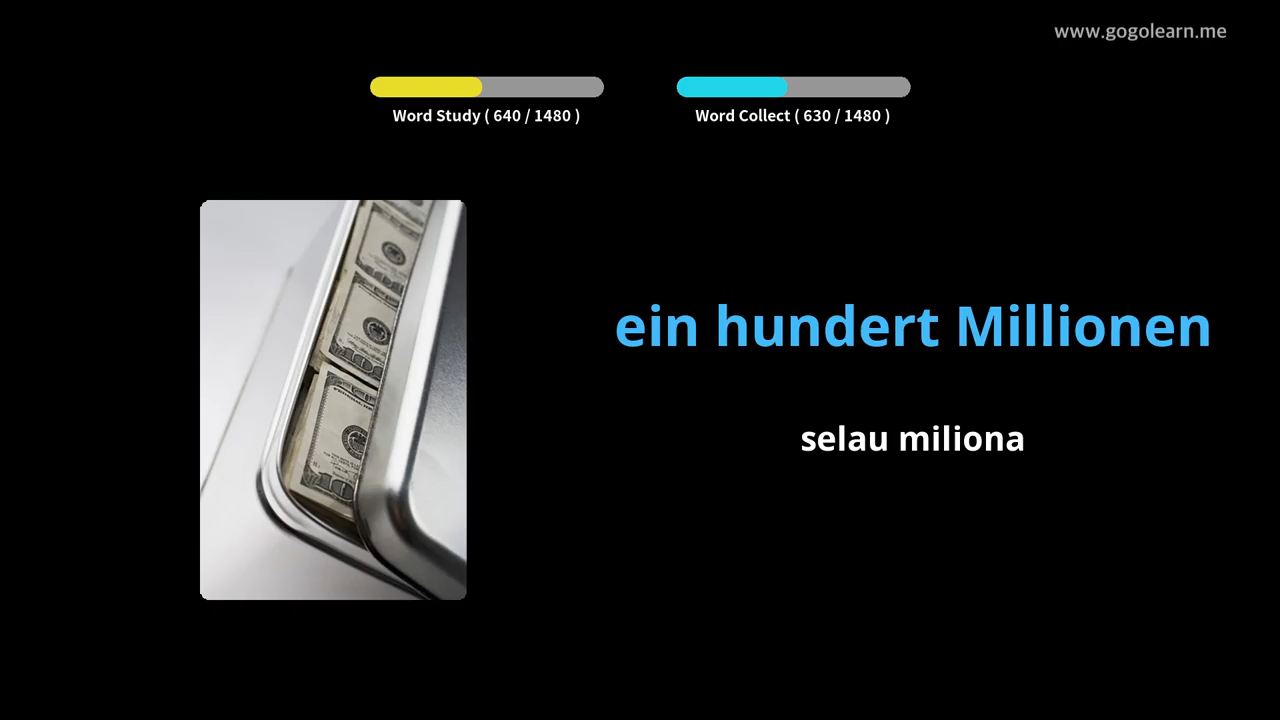 www.gogolearn.me
Word Study ( 640 / 1480 )
Word Collect ( 630 / 1480 )
ein hundert Millionen
selau miliona